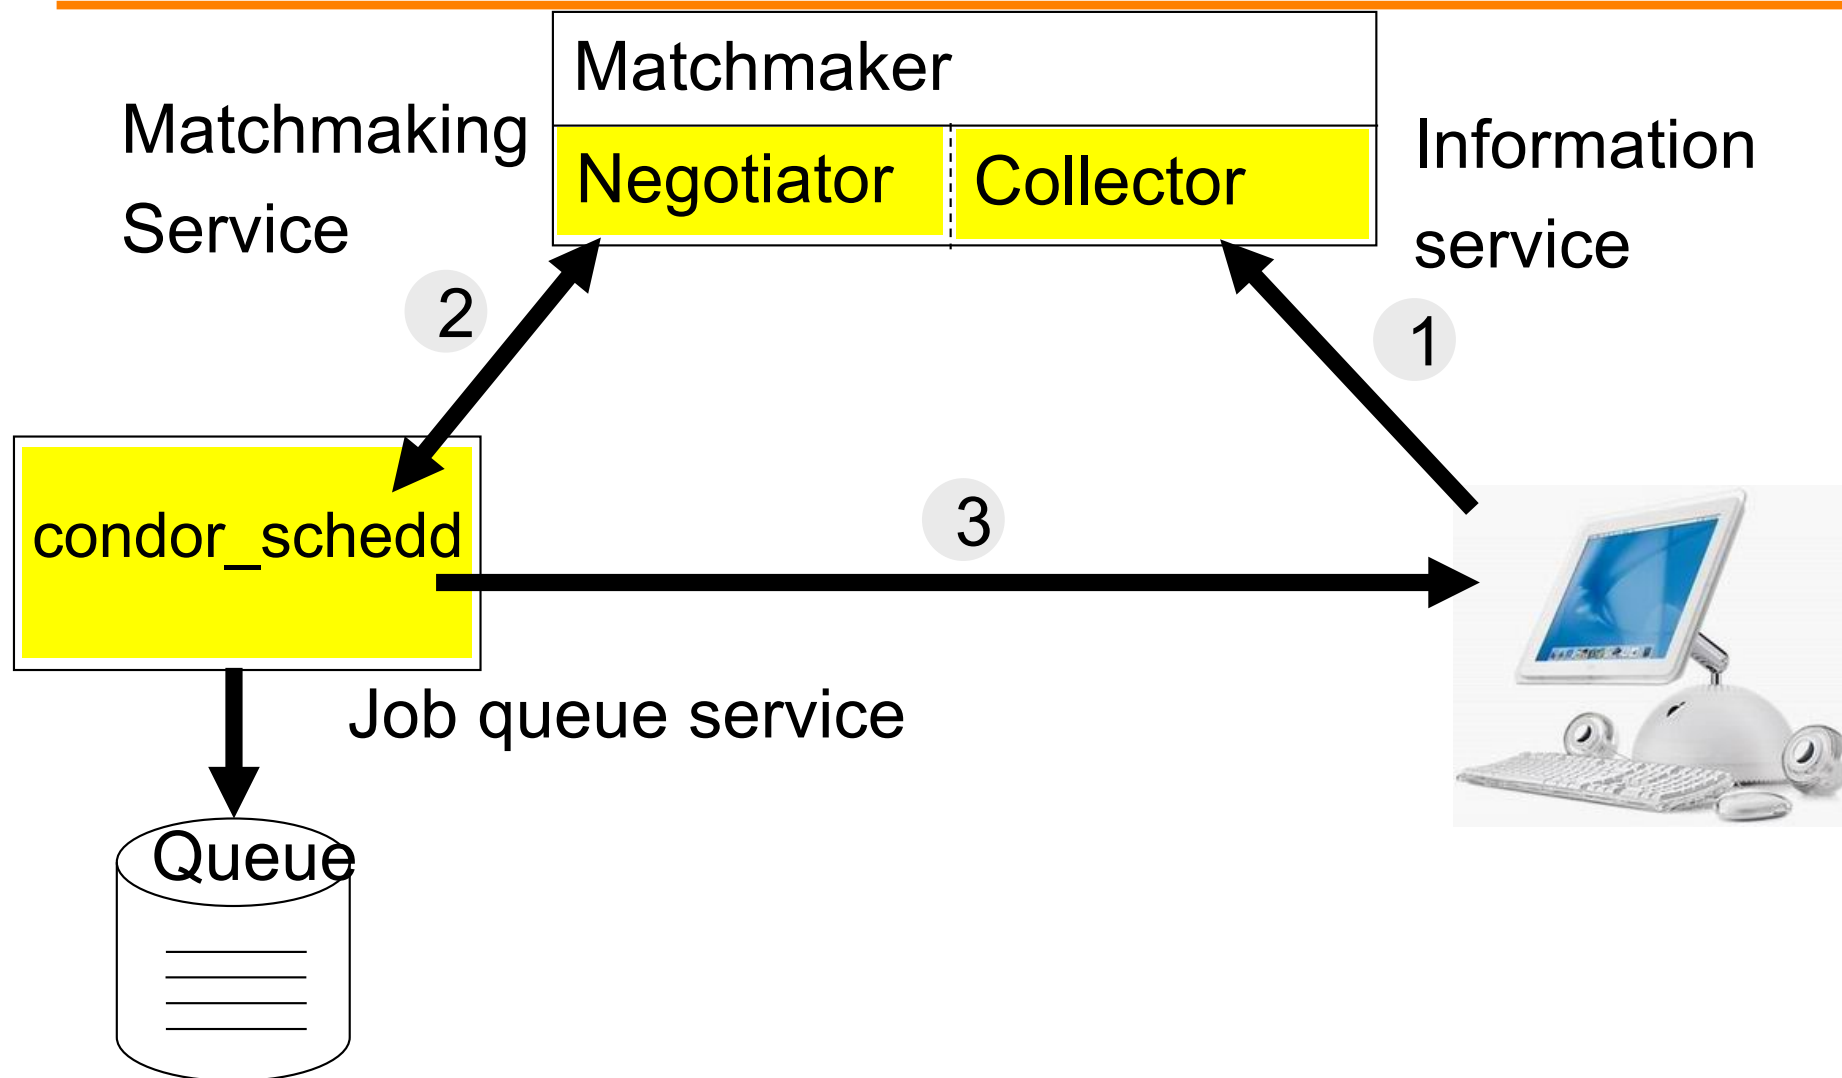 Matchmaker
Matchmaking
Service
Negotiator
Collector
Information
service
2
1
condor_schedd
3
Job queue service
Queue